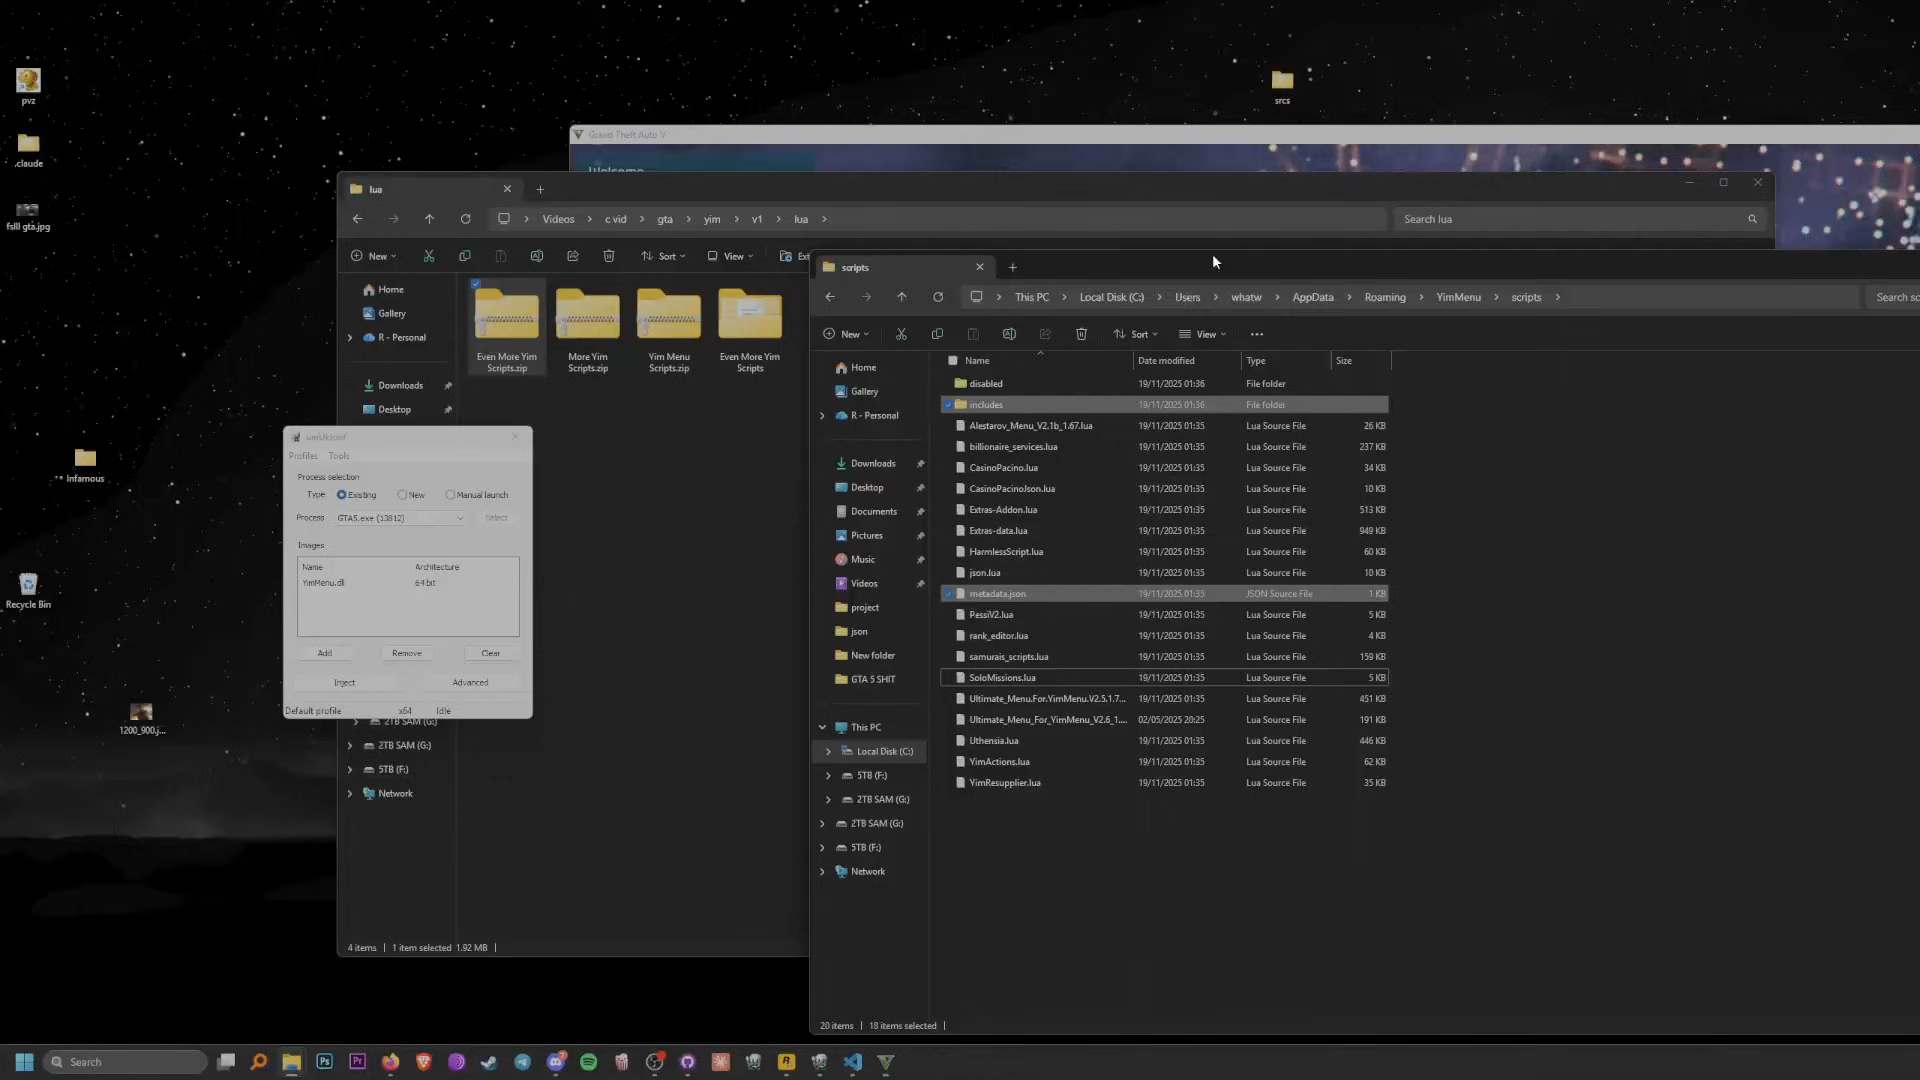 pvz
.claude
fslll gta.jpg
Infamous
Recycle Bin
1200_900.j...
srcs
Grand Theft Auto V
Welcome
lua
Videos
c vid
gta
yim
v1
lua
Search lua
New
Sort
View
Ext
Home
Gallery
R - Personal
Downloads
Desktop
2TB SAM (G:)
2TB SAM (G:)
5TB (F:)
Network
Even More Yim
Scripts.zip
More Yim
Scripts.zip
Yim Menu
Scripts.zip
Even More Yim
Scripts
4 items
1 item selected 1.92 MB
Profiles Tools
Process selection
Type Existing New Manual launch
Process GTA5.exe (13812) Select
Images
Name Architecture
YimMenu.dll 64 bit
Add Remove Clear
Inject Advanced
Default profile x64 Idle
scripts
This PC
Local Disk (C:)
Users
whatw
AppData
Roaming
YimMenu
scripts
Search sc
New
Sort
View
Home
Gallery
R - Personal
Downloads
Desktop
Documents
Pictures
Music
Videos
project
json
New folder
GTA 5 SHIT
This PC
Local Disk (C:)
5TB (F:)
2TB SAM (G:)
2TB SAM (G:)
5TB (F:)
Network
Name Date modified Type Size
disabled 19/11/2025 01:36 File folder
includes 19/11/2025 01:36 File folder
Alestarov_Menu_V2.1b_1.67.lua 19/11/2025 01:35 Lua Source File 26 KB
billionaire_services.lua 19/11/2025 01:35 Lua Source File 237 KB
CasinoPacino.lua 19/11/2025 01:35 Lua Source File 34 KB
CasinoPacinoJson.lua 19/11/2025 01:35 Lua Source File 10 KB
Extras-Addon.lua 19/11/2025 01:35 Lua Source File 513 KB
Extras-data.lua 19/11/2025 01:35 Lua Source File 949 KB
HarmlessScript.lua 19/11/2025 01:35 Lua Source File 60 KB
json.lua 19/11/2025 01:35 Lua Source File 10 KB
metadata.json 19/11/2025 01:35 JSON Source File 1 KB
PessiV2.lua 19/11/2025 01:35 Lua Source File 5 KB
rank_editor.lua 19/11/2025 01:35 Lua Source File 4 KB
samurais_scripts.lua 19/11/2025 01:35 Lua Source File 159 KB
SoloMissions.lua 19/11/2025 01:35 Lua Source File 5 KB
Ultimate_Menu.For.YimMenu.V2.5.1.7... 19/11/2025 01:35 Lua Source File 451 KB
Ultimate_Menu_For_YimMenu_V2.6_1.... 02/05/2025 20:25 Lua Source File 191 KB
Uthensia.lua 19/11/2025 01:35 Lua Source File 446 KB
YimActions.lua 19/11/2025 01:35 Lua Source File 62 KB
YimResupplier.lua 19/11/2025 01:35 Lua Source File 35 KB
20 items
18 items selected
Search